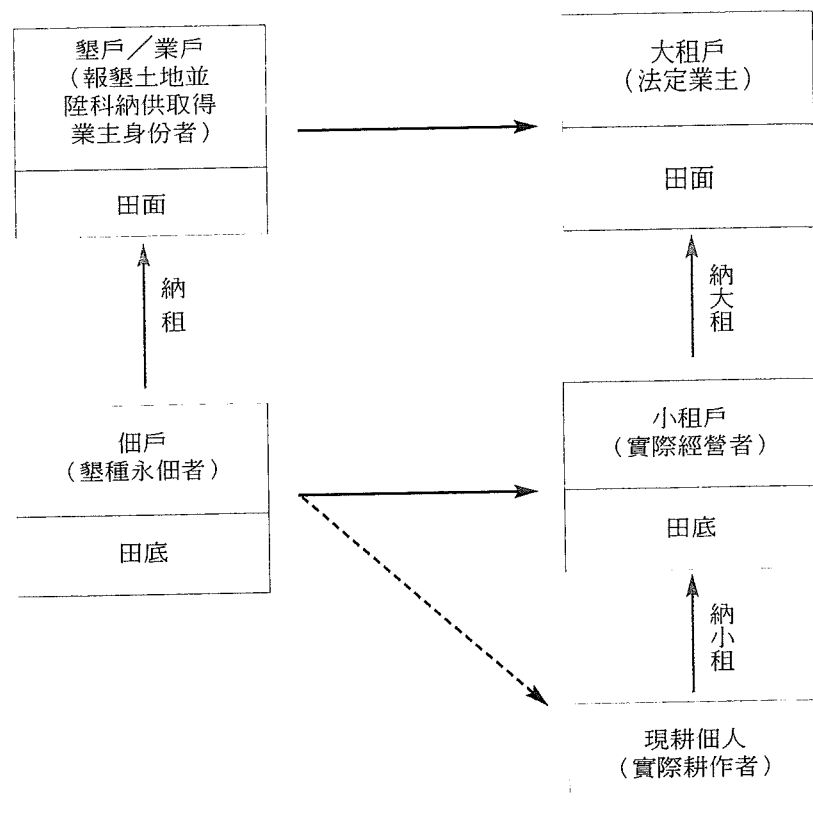 墾戶／業戶
（報墾土地並
陞科納供取得
業主身份者）
田面
納租
佃戶
（墾種永佃者）
田底
大租戶
（法定業主）
田面
納大租
小租戶
（實際經營者）
田底
納小租
現耕佃人
（實際耕作者）